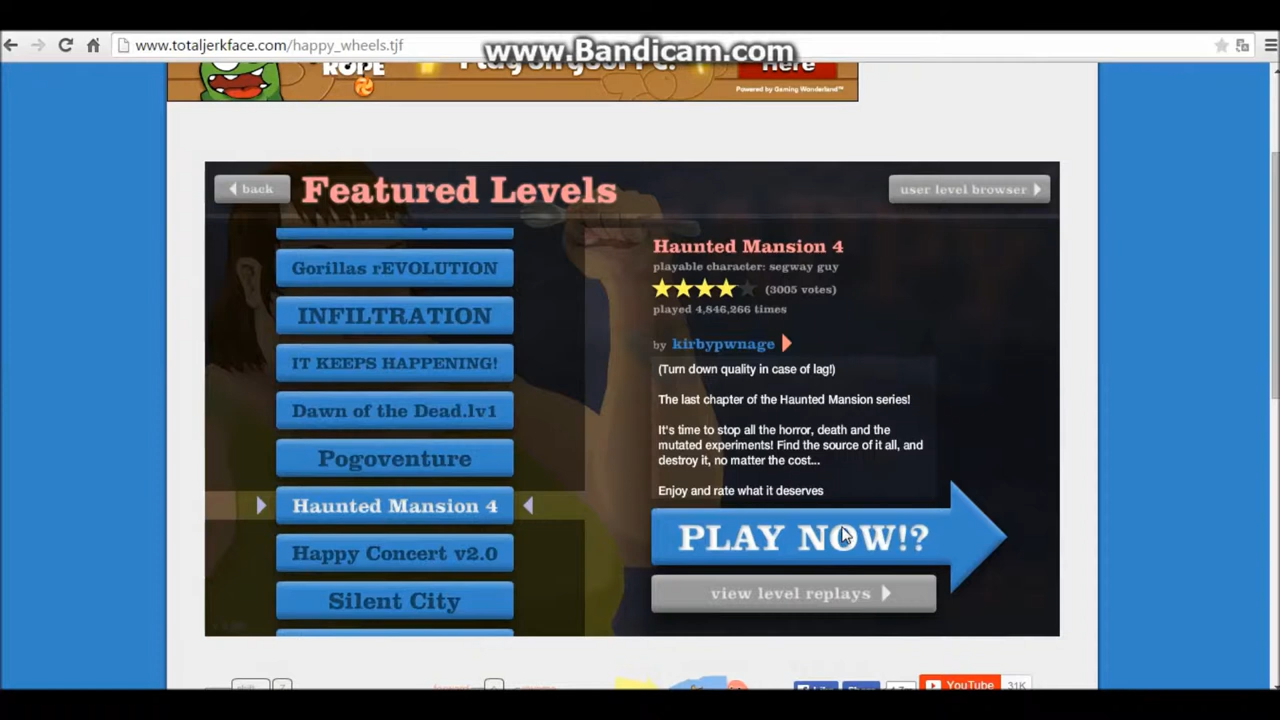 www.totaljerkface.com/happy_wheels.tjf
www.Bandicam.com
ROPE
Here
Powered by Gaming Wonderland™
back
Featured Levels
user level browser
Gorillas rEVOLUTION
INFILTRATION
IT KEEPS HAPPENING!
Dawn of the Dead.lv1
Pogoventure
Haunted Mansion 4
Happy Concert v2.0
Silent City
Haunted Mansion 4
playable character: segway guy
(3005 votes)
played 4,846,266 times
by kirbypwnage
(Turn down quality in case of lag!)
The last chapter of the Haunted Mansion series!
It's time to stop all the horror, death and the
mutated experiments! Find the source of it all, and
destroy it, no matter the cost...
Enjoy and rate what it deserves
PLAY NOW!?
view level replays
YouTube
31K